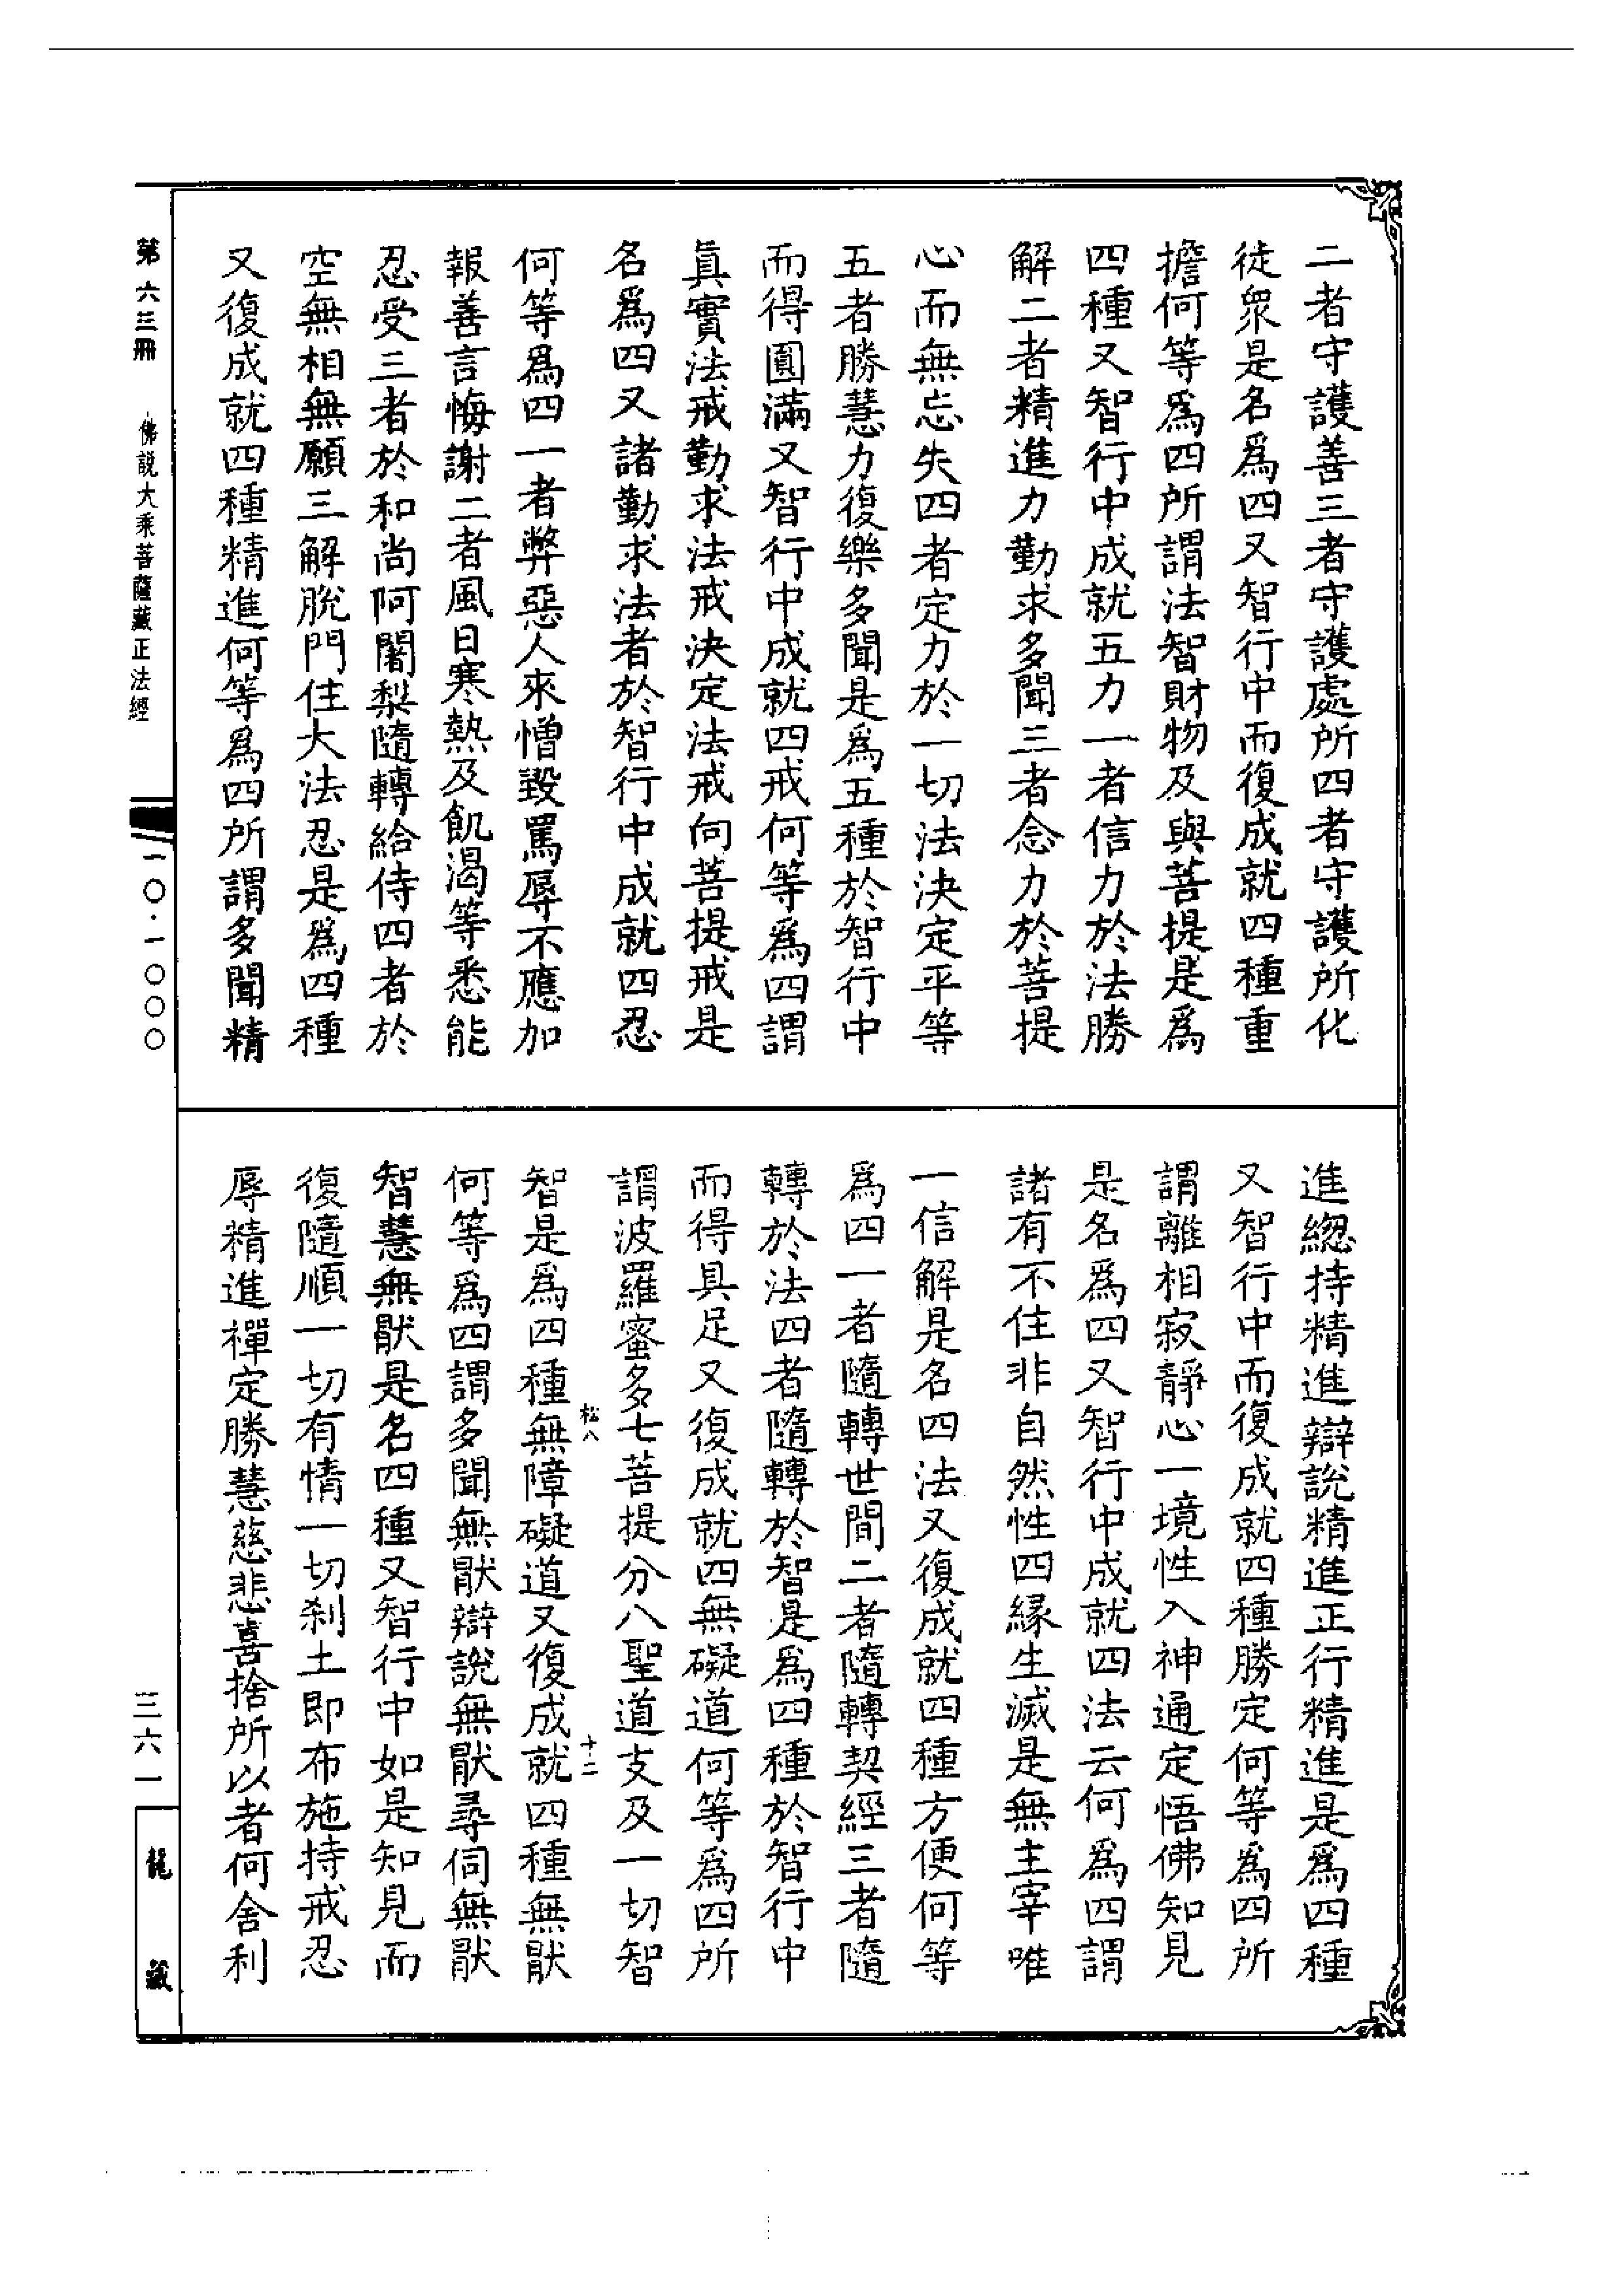 二者守護善三者守護處所四者守護所化
徒眾是名爲四又智行中而復成就四種重
擔何等爲四所謂法智財物及與菩提是爲
四種又智行中成就五力一者信力於法勝
解二者精進力勤求多聞三者念力於菩提
心而無忘失四者定力於一切法決定平等
五者勝慧力復樂多聞是爲五種於智行中
而得圓滿又智行中成就四戒何等爲四謂
眞實法戒勤求法戒決定法戒向菩提戒是
名爲四又諸勤求法者於智行中成就四忍
何等爲四一者弊惡人來憎毀罵辱不應加
報善言悔謝二者風日寒熱及飢渴等悉能
忍受三者於和尚阿闍梨隨轉給侍四者於
空無相無願三解脫門住大法忍是爲四種
又復成就四種精進何等爲四所謂多聞精
進緫持精進辯說精進正行精進是爲四種
又智行中而復成就四種勝定何等爲四所
謂離相寂靜心一境性入神通定悟佛知見
是名爲四又智行中成就四法云何爲四謂
諸有不住非自然性四緣生滅是無主宰唯
一信解是名四法又復成就四種方便何等
爲四一者隨轉世間二者隨轉契經三者隨
轉於法四者隨轉於智是爲四種於智行中
而得具足又復成就四無礙道何等爲四所
謂波羅蜜多七菩提分八聖道支及一切智
松八 十二
智是爲四種無障礙道又復成就四種無猒
何等爲四謂多聞無猒辯說無猒尋伺無猒
智慧無猒是名四種又智行中如是知見而
復隨順一切有情一切刹土即布施持戒忍
辱精進禪定勝慧慈悲喜捨所以者何舍利
第六三冊 佛說大乘菩薩藏正法經 一〇·一〇〇〇 三六一 龍藏